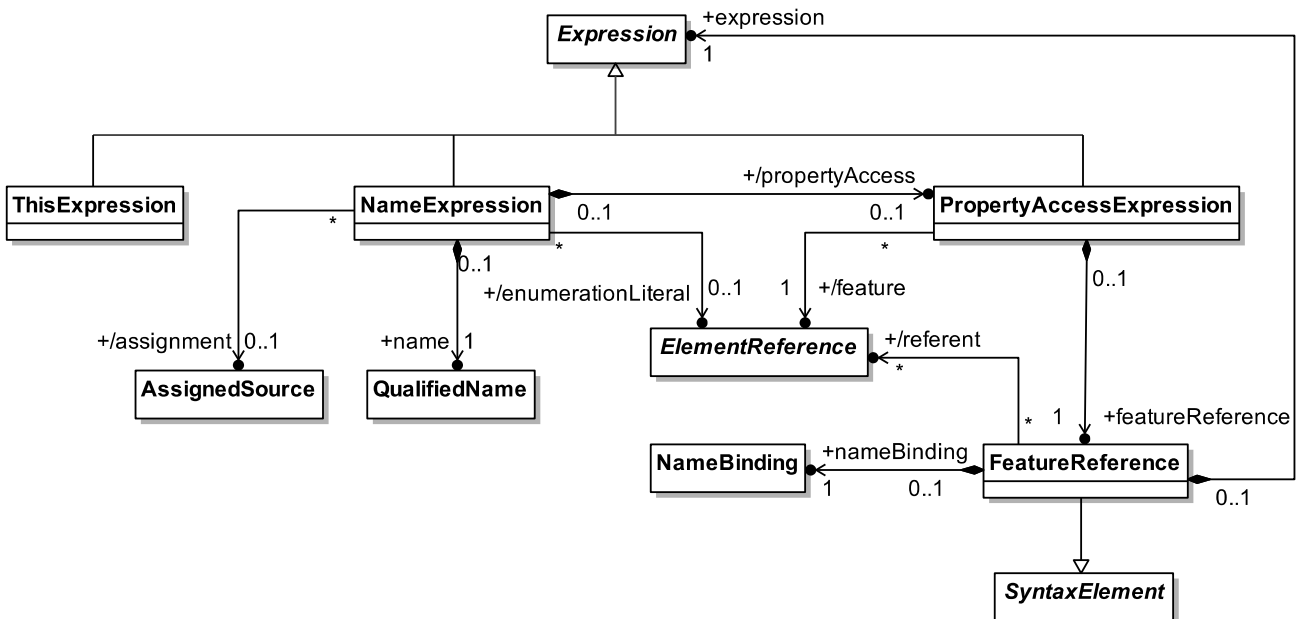 +expression
Expression
1
+/propertyAccess
ThisExpression
NameExpression
PropertyAccessExpression
0..1
0..1
*
*
*
0..1
0..1
+/enumerationLiteral
0..1
1
+/feature
+/assignment
0..1
+name
1
ElementReference
+/referent
*
AssignedSource
QualifiedName
*
1
+featureReference
NameBinding
+nameBinding
FeatureReference
1
0..1
0..1
SyntaxElement